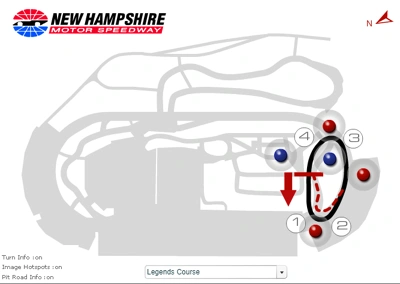 NEW HAMPSHIRE
MOTOR SPEEDWAY
N
4
3
1
2
Turn Info :on
Image Hotspots :on
Pit Road Info :on
Legends Course